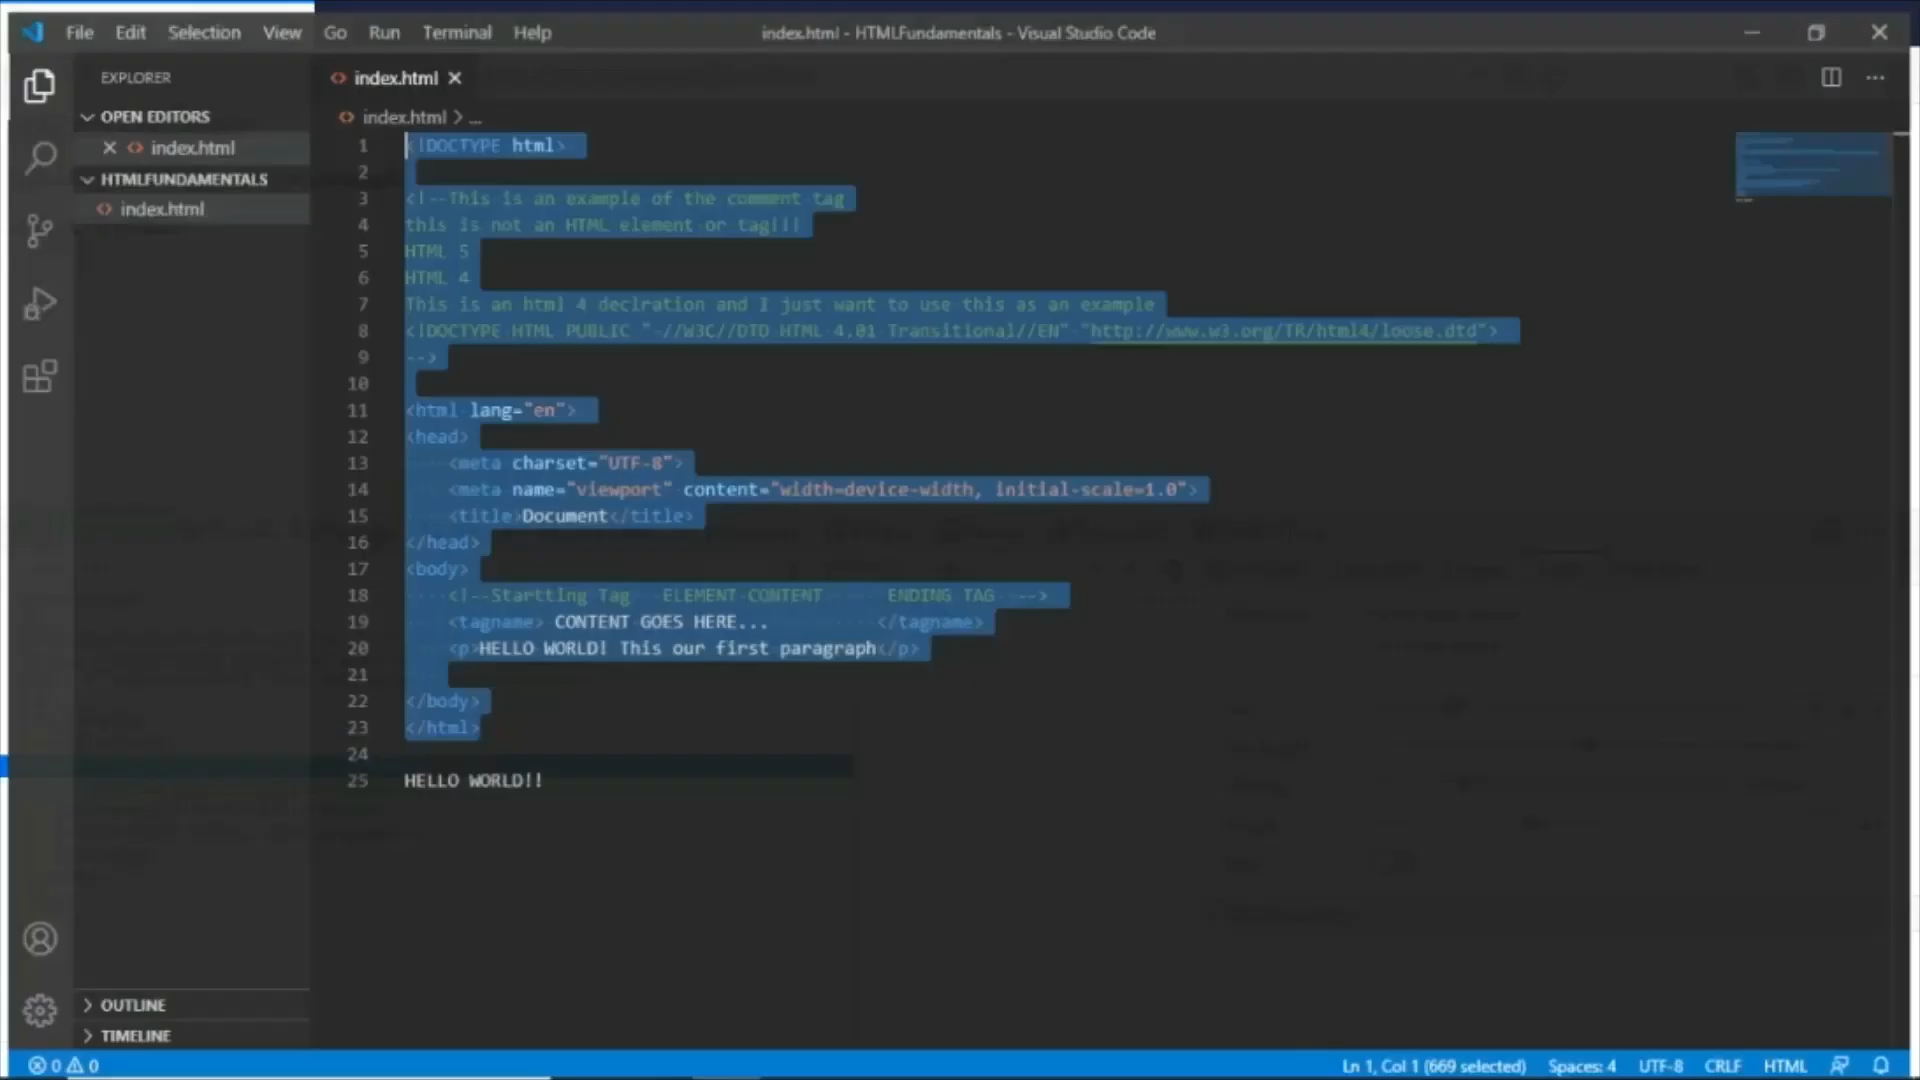 File Edit Selection View Go Run Terminal Help index.html - HTMLFundamentals - Visual Studio Code
EXPLORER
OPEN EDITORS
index.html
HTMLFUNDAMENTALS
index.html
index.html
index.html > ...
1 <!DOCTYPE html>
2
3 <!--This is an example of the comment tag
4 this is not an HTML element or tag!!!
5 HTML 5
6 HTML 4
7 This is an html 4 declration and I just want to use this as an example
8 <!DOCTYPE HTML PUBLIC "-//W3C//DTD HTML 4.01 Transitional//EN" "http://www.w3.org/TR/html4/loose.dtd">
9 -->
10
11 <html lang="en">
12 <head>
13 <meta charset="UTF-8">
14 <meta name="viewport" content="width=device-width, initial-scale=1.0">
15 <title>Document</title>
16 </head>
17 <body>
18 <!--Startting Tag ELEMENT CONTENT ENDING TAG -->
19 <tagname> CONTENT GOES HERE... </tagname>
20 <p>HELLO WORLD! This our first paragraph</p>
21
22 </body>
23 </html>
24
25 HELLO WORLD!!
OUTLINE
TIMELINE
0 0 Ln 1, Col 1 (669 selected) Spaces: 4 UTF-8 CRLF HTML